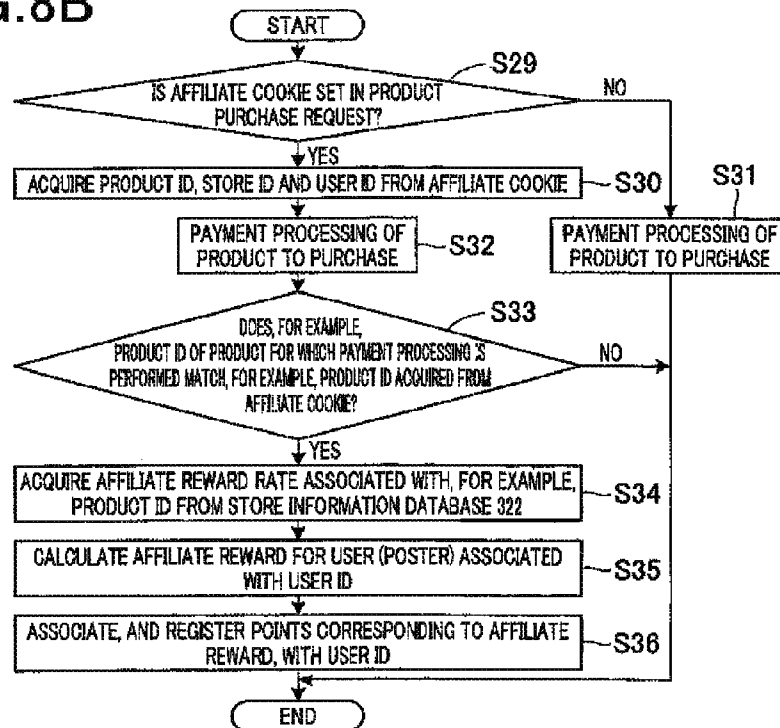 G.8B
START
S29
IS AFFILIATE COOKIE SET IN PRODUCT
PURCHASE REQUEST?
NO
YES
ACQUIRE PRODUCT ID, STORE ID AND USER ID FROM AFFILIATE COOKIE
S30
S31
PAYMENT PROCESSING OF
PRODUCT TO PURCHASE
S32
PAYMENT PROCESSING OF
PRODUCT TO PURCHASE
S33
DOES, FOR EXAMPLE,
PRODUCT ID OF PRODUCT FOR WHICH PAYMENT PROCESSING IS
PERFORMED MATCH, FOR EXAMPLE, PRODUCT ID ACQUIRED FROM
AFFILIATE COOKIE?
NO
YES
ACQUIRE AFFILIATE REWARD RATE ASSOCIATED WITH, FOR EXAMPLE,
PRODUCT ID FROM STORE INFORMATION DATABASE 322
S34
CALCULATE AFFILIATE REWARD FOR USER (POSTER) ASSOCIATED
WITH USER ID
S35
ASSOCIATE, AND REGISTER POINTS CORRESPONDING TO AFFILIATE
REWARD, WITH USER ID
S36
END